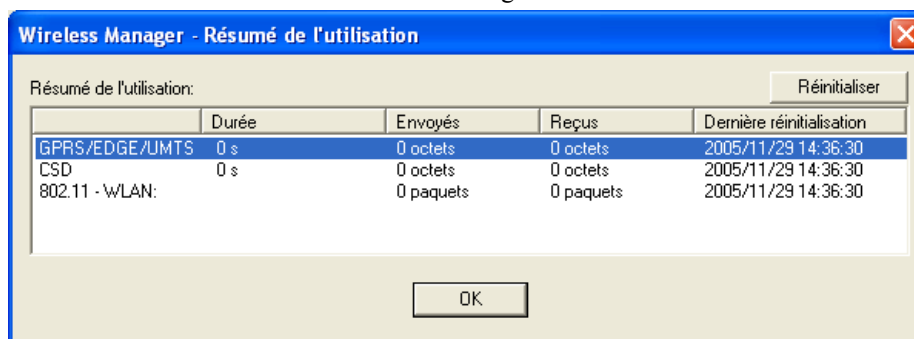 Wireless Manager - Résumé de l'utilisation
Résumé de l'utilisation:
Réinitialiser
Durée Envoyés Reçus Dernière réinitialisation
GPRS/EDGE/UMTS 0 s 0 octets 0 octets 2005/11/29 14:36:30
CSD 0 s 0 octets 0 octets 2005/11/29 14:36:30
802.11 - WLAN: 0 paquets 0 paquets 2005/11/29 14:36:30
OK